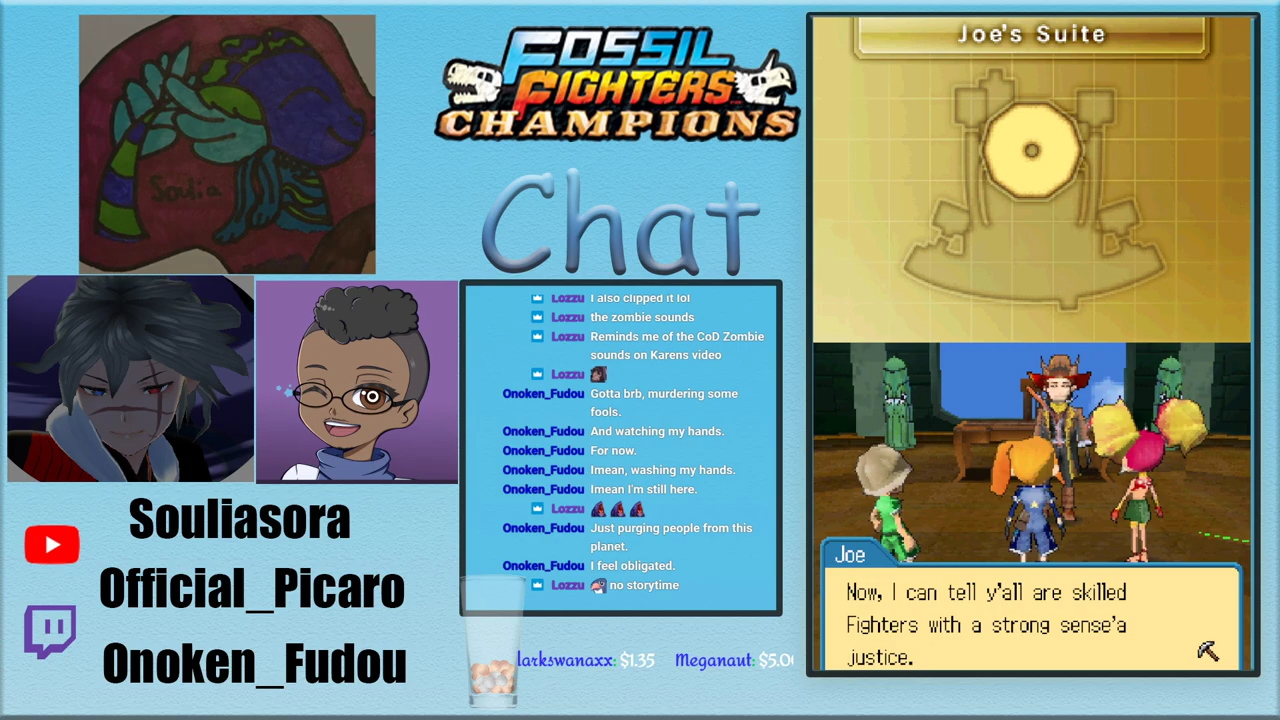 Soulia
FOSSIL
FIGHTERS
CHAMPIONS
Chat
Lozzu I also clipped it lol
Lozzu the zombie sounds
Lozzu Reminds me of the CoD Zombie
sounds on Karens video
Lozzu
Onoken_Fudou Gotta brb, murdering some
fools.
Onoken_Fudou And watching my hands.
Onoken_Fudou For now.
Onoken_Fudou Imean, washing my hands.
Onoken_Fudou Imean I'm still here.
Lozzu
Onoken_Fudou Just purging people from this
planet.
Onoken_Fudou I feel obligated.
Lozzu no storytime
larkswanaxx: $1.35 Meganaut: $5.0
Souliasora
Official_Picaro
Onoken_Fudou
Joe's Suite
Joe
Now, I can tell y'all are skilled
Fighters with a strong sense'a
justice.